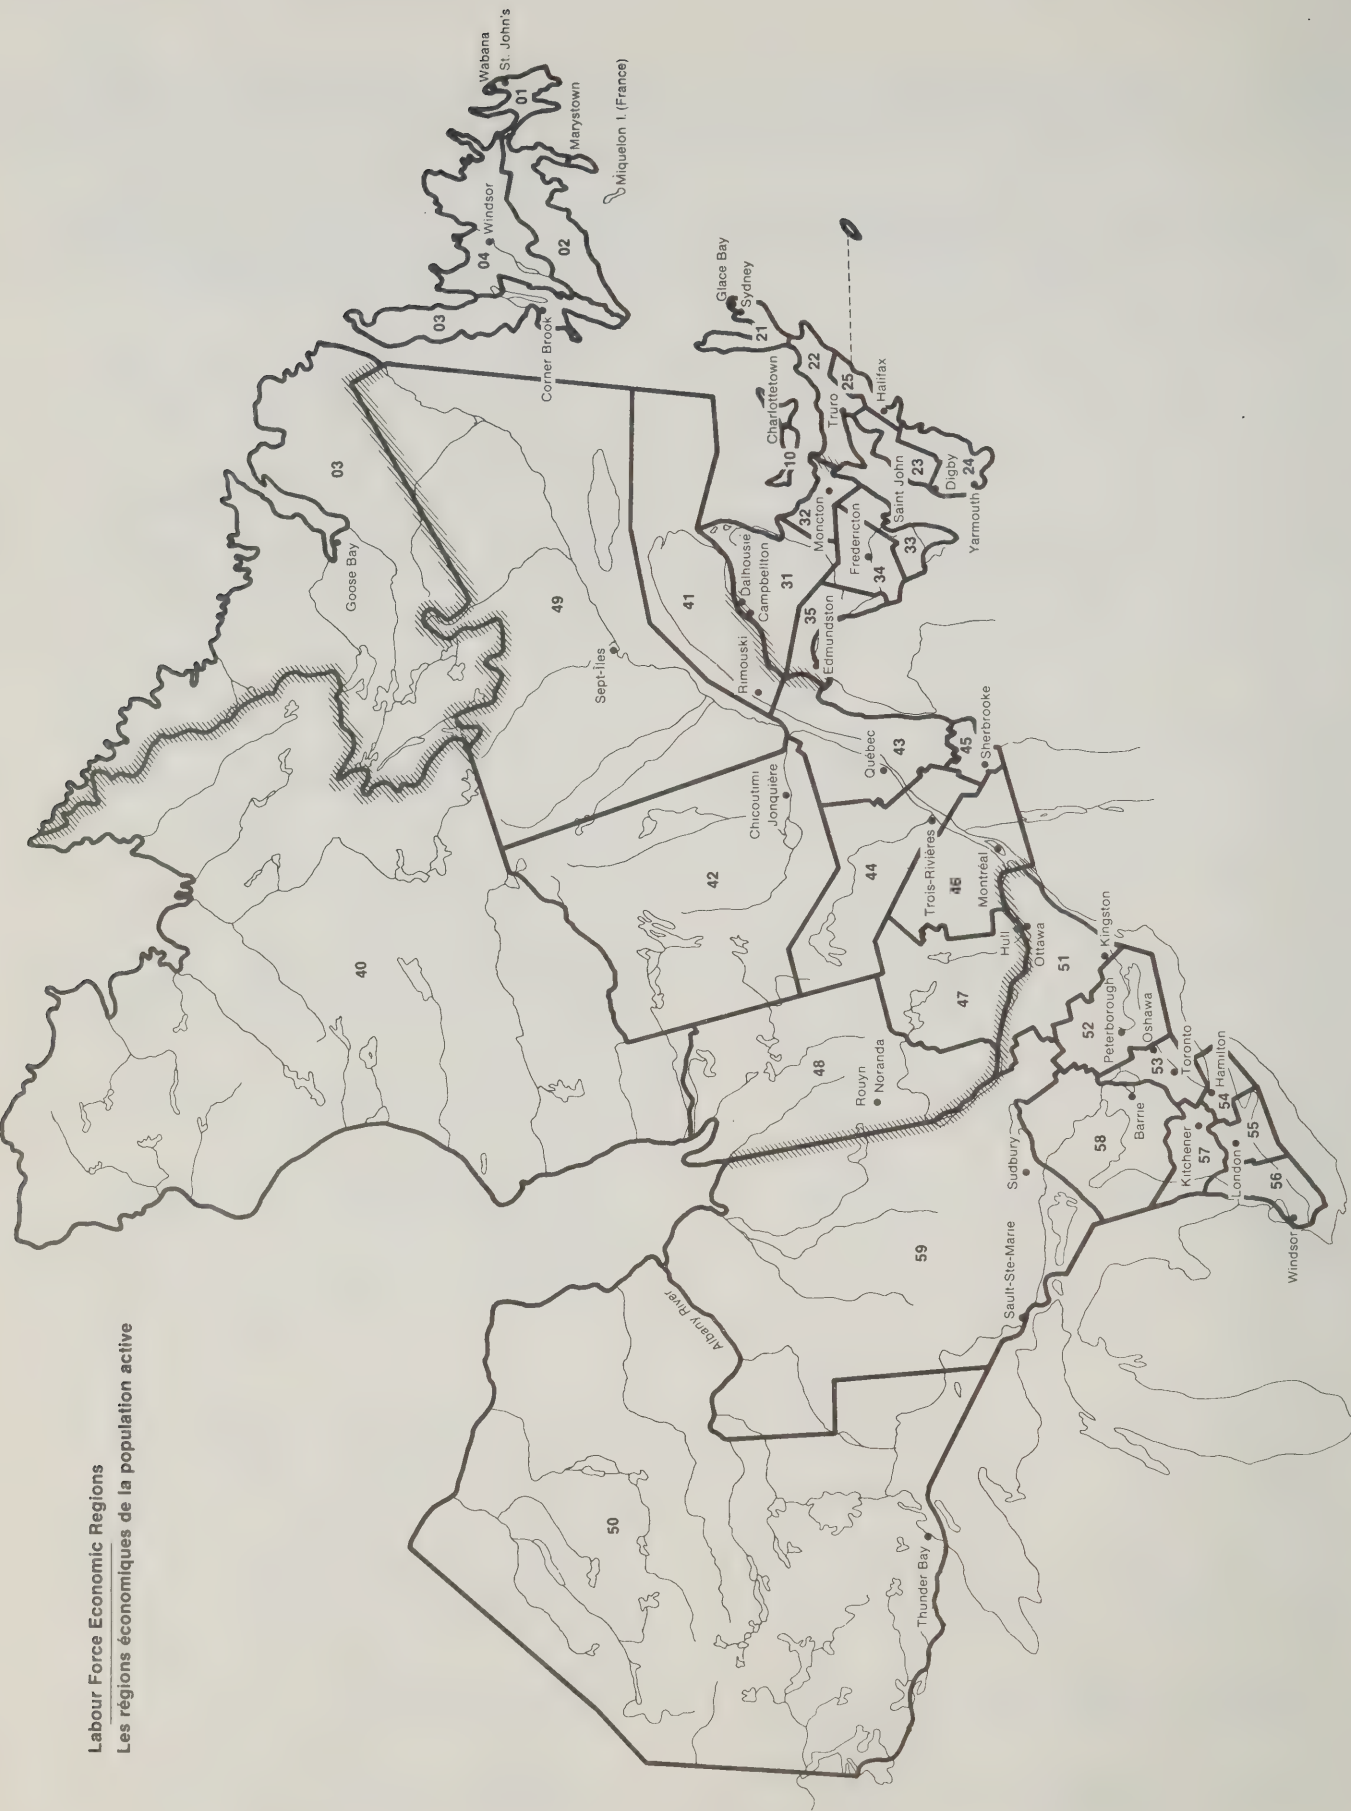 Labour Force Economic Regions
Les régions économiques de la population active
50
Thunder Bay
Albany River
59
Sault-Ste-Marie
Sudbury
Windsor
56
London
55
57
Kitchener
54
Hamilton
58
Barrie
53
Toronto
Oshawa
52
Peterborough
51
Kingston
Ottawa
Hull
40
48
Rouyn
Noranda
47
42
44
46
Montréal
Trois-Rivières
Chicoutimi
Jonquière
Québec
43
45
Sherbrooke
49
Sept-Îles
41
Rimouski
Dalhousie
Campbellton
31
35
Edmundston
34
Fredericton
33
Saint John
32
Moncton
10
Charlottetown
Yarmouth
24
Digby
23
Truro
25
Halifax
22
21
Glace Bay
Sydney
03
Goose Bay
03
Corner Brook
04
Windsor
02
01
Wabana
St. John's
Marystown
Miquelon I. (France)